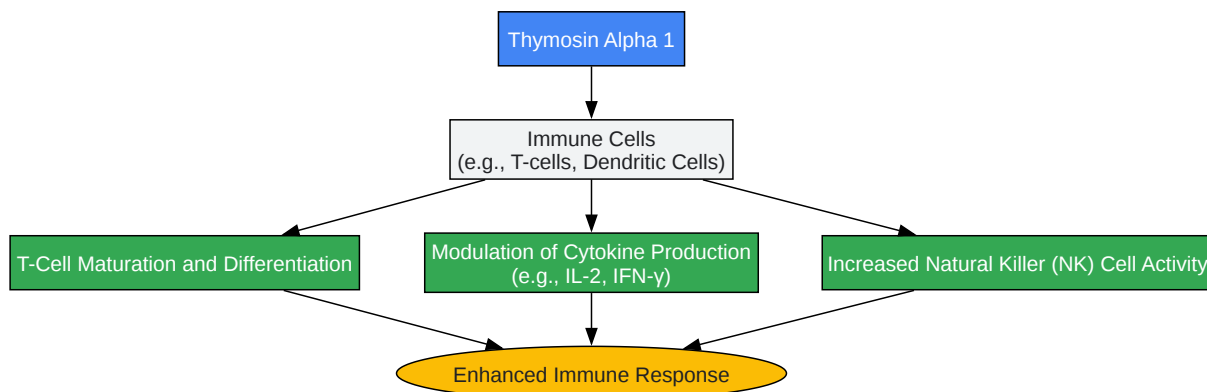 Thymosin Alpha 1
Immune Cells
(e.g., T-cells, Dendritic Cells)
T-Cell Maturation and Differentiation
Modulation of Cytokine Production
(e.g., IL-2, IFN-γ)
Increased Natural Killer (NK) Cell Activity
Enhanced Immune Response